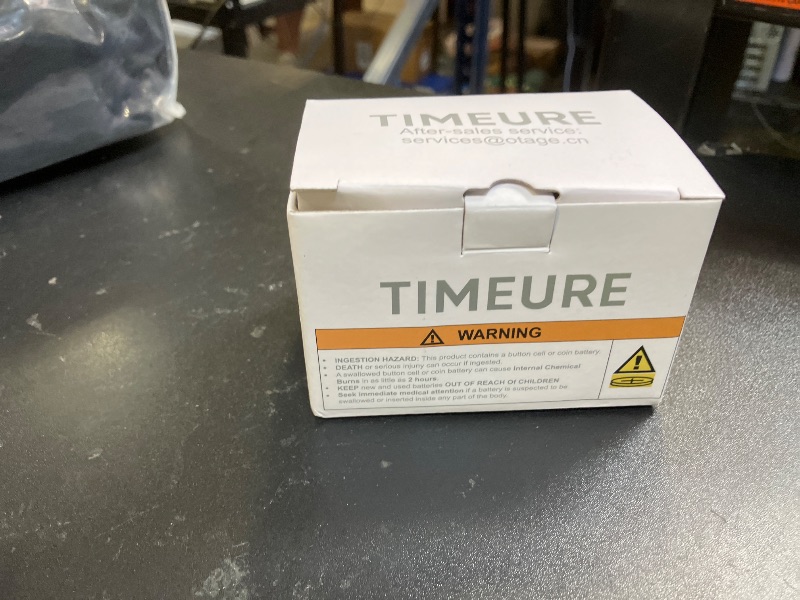 TIMEURE
After-sales service:
services@otage.cn
TIMEURE
WARNING
• INGESTION HAZARD: This product contains a button cell or coin battery.
• DEATH or serious injury can occur if ingested.
• A swallowed button cell or coin battery can cause Internal Chemical
Burns in as little as 2 hours.
• KEEP new and used batteries OUT OF REACH Of CHILDREN
• Seek immediate medical attention if a battery is suspected to be
swallowed or inserted inside any part of the body.